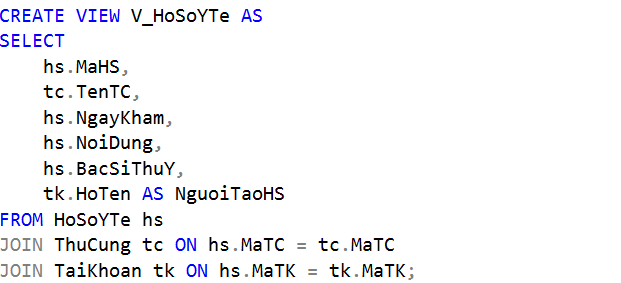 CREATE VIEW V_HoSoYTe AS
SELECT
    hs.MaHS,
    tc.TenTC,
    hs.NgayKham,
    hs.NoiDung,
    hs.BacSiThuY,
    tk.HoTen AS NguoiTaoHS
FROM HoSoYTe hs
JOIN ThuCung tc ON hs.MaTC = tc.MaTC
JOIN TaiKhoan tk ON hs.MaTK = tk.MaTK;